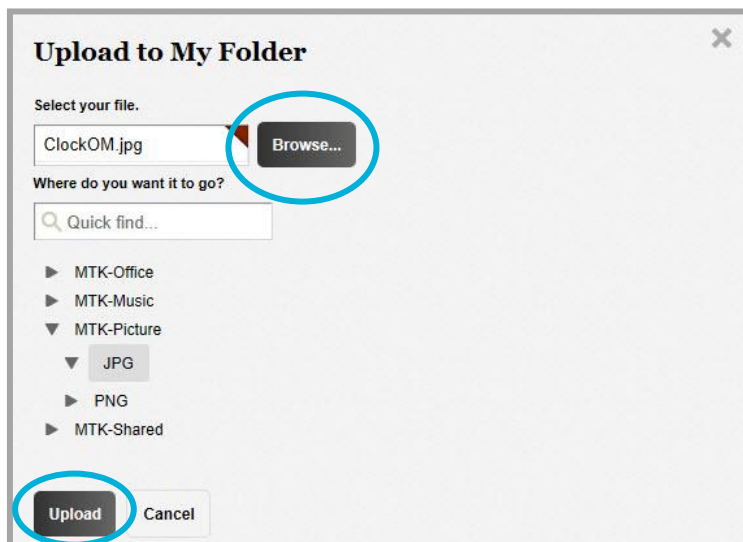 Upload to My Folder
Select your file.
ClockOM.jpg
Browse...
Where do you want it to go?
Quick find...
MTK-Office
MTK-Music
MTK-Picture
JPG
PNG
MTK-Shared
Upload Cancel